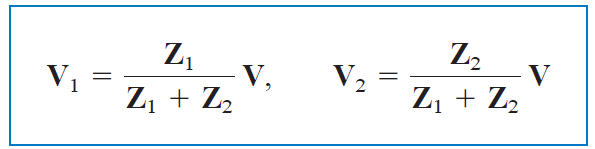 V₁ = Z₁ / (Z₁ + Z₂) V, V₂ = Z₂ / (Z₁ + Z₂) V